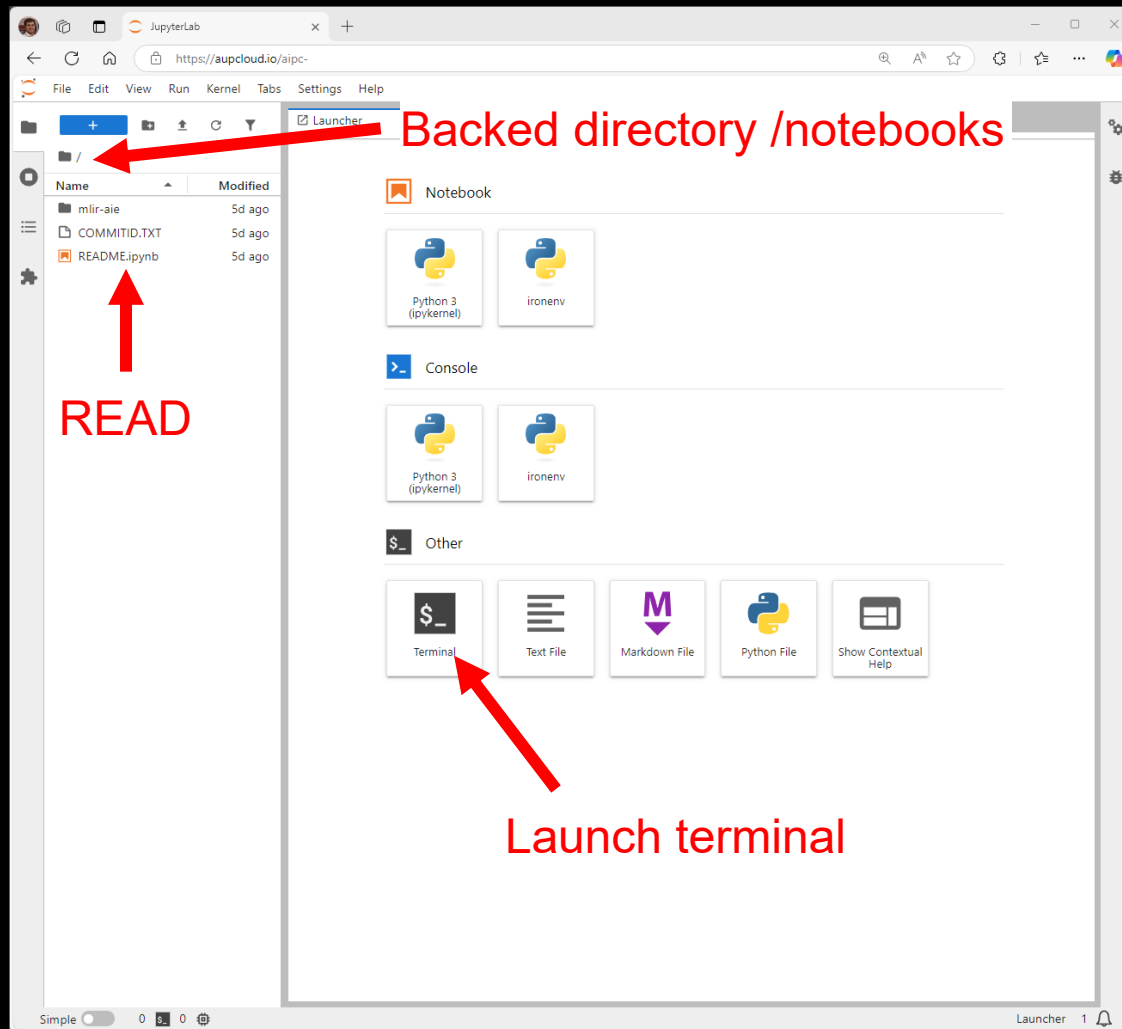 JupyterLab
https://aupcloud.io/aipc-
File Edit View Run Kernel Tabs Settings Help
Launcher
Backed directory /notebooks
/
Name Modified
mlir-aie 5d ago
COMMITID.TXT 5d ago
README.ipynb 5d ago
READ
Notebook
Python 3
(ipykernel)
ironenv
Console
Python 3
(ipykernel)
ironenv
$_ Other
$_
Terminal
Text File
M
Markdown File
Python File
Show Contextual
Help
Launch terminal
Simple 0 $_ 0 Launcher 1